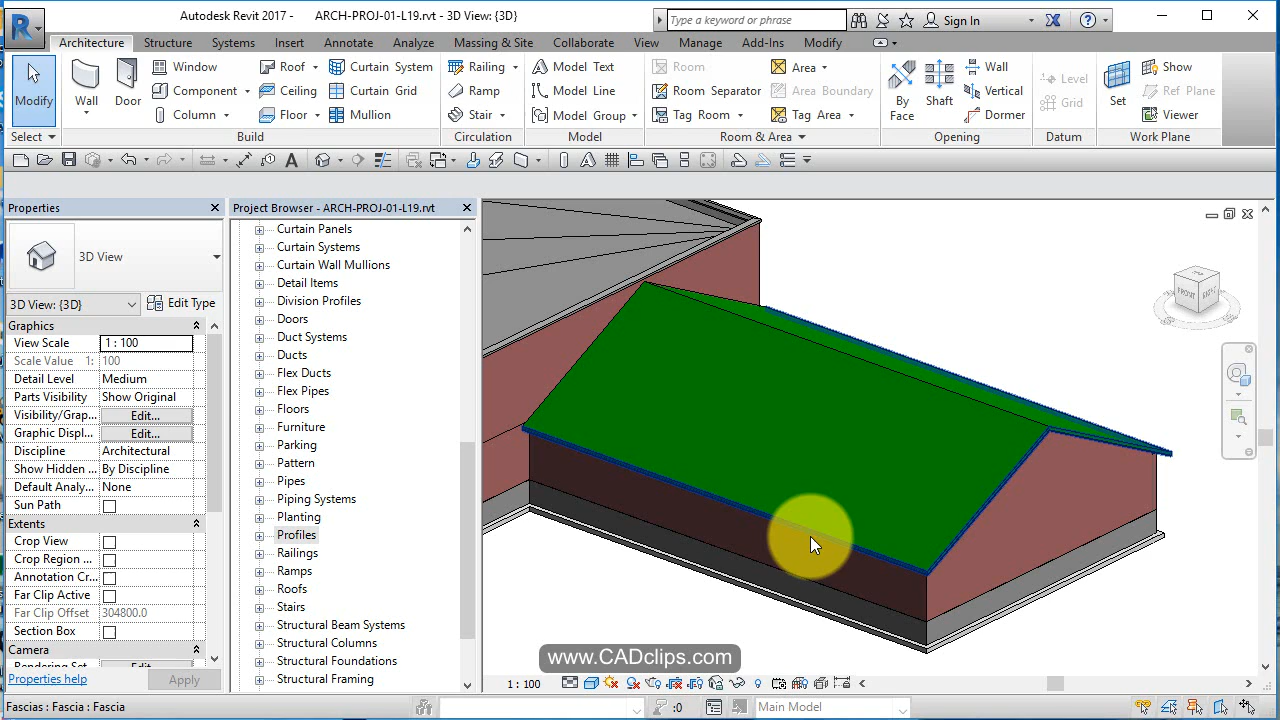 Autodesk Revit 2017 - ARCH-PROJ-01-L19.rvt - 3D View: {3D}
Type a keyword or phrase
Sign In
Architecture Structure Systems Insert Annotate Analyze Massing & Site Collaborate View Manage Add-Ins Modify
Modify
Wall
Door
Window
Component
Column
Roof
Ceiling
Floor
Curtain System
Curtain Grid
Mullion
Railing
Ramp
Stair
Model Text
Model Line
Model Group
Room
Room Separator
Tag Room
Area
Area Boundary
Tag Area
By
Face
Shaft
Wall
Vertical
Dormer
Level
Grid
Set
Show
Ref Plane
Viewer
Select Build Circulation Model Room & Area Opening Datum Work Plane
Properties
3D View
3D View: {3D} Edit Type
Graphics
View Scale 1 : 100
Scale Value 1: 100
Detail Level Medium
Parts Visibility Show Original
Visibility/Grap... Edit...
Graphic Displ... Edit...
Discipline Architectural
Show Hidden ... By Discipline
Default Analy... None
Sun Path
Extents
Crop View
Crop Region ...
Annotation Cr...
Far Clip Active
Far Clip Offset 304800.0
Section Box
Camera
Rendering Set... Edit...
Properties help Apply
Project Browser - ARCH-PROJ-01-L19.rvt
Curtain Panels
Curtain Systems
Curtain Wall Mullions
Detail Items
Division Profiles
Doors
Duct Systems
Ducts
Flex Ducts
Flex Pipes
Floors
Furniture
Parking
Pattern
Pipes
Piping Systems
Planting
Profiles
Railings
Ramps
Roofs
Stairs
Structural Beam Systems
Structural Columns
Structural Foundations
Structural Framing
FRONT
www.CADclips.com
1 : 100
Fascias : Fascia : Fascia
:0
Main Model